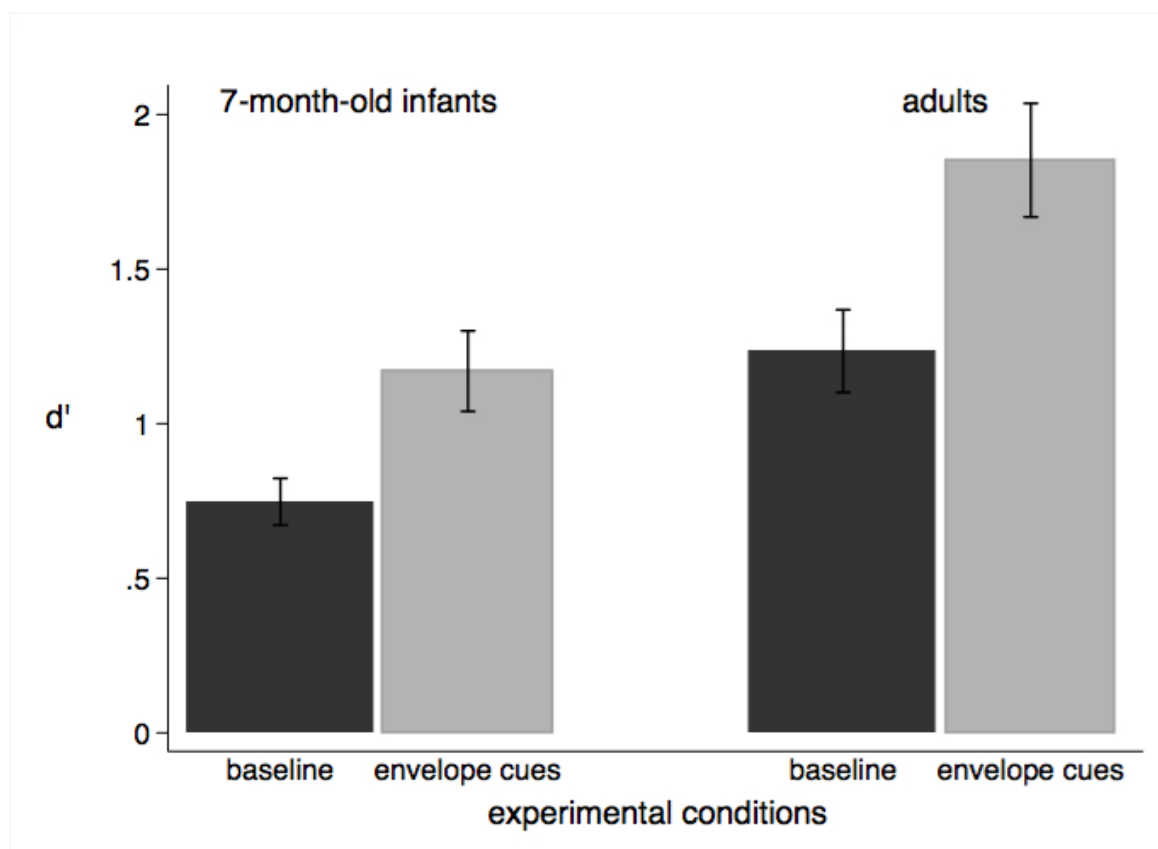 7-month-old infants adults
2
1.5
d'
1
.5
0
baseline envelope cues baseline envelope cues
experimental conditions